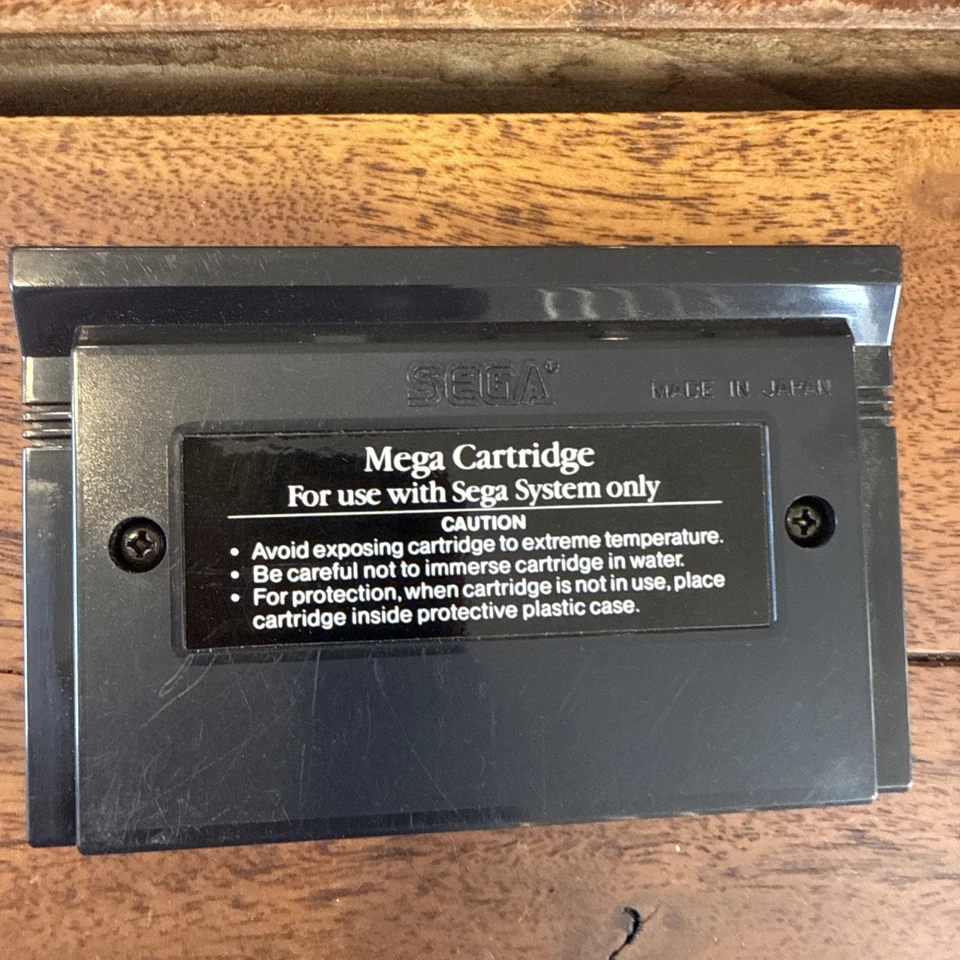 SEGA®
MADE IN JAPAN
Mega Cartridge
For use with Sega System only
CAUTION
• Avoid exposing cartridge to extreme temperature.
• Be careful not to immerse cartridge in water.
• For protection, when cartridge is not in use, place
cartridge inside protective plastic case.